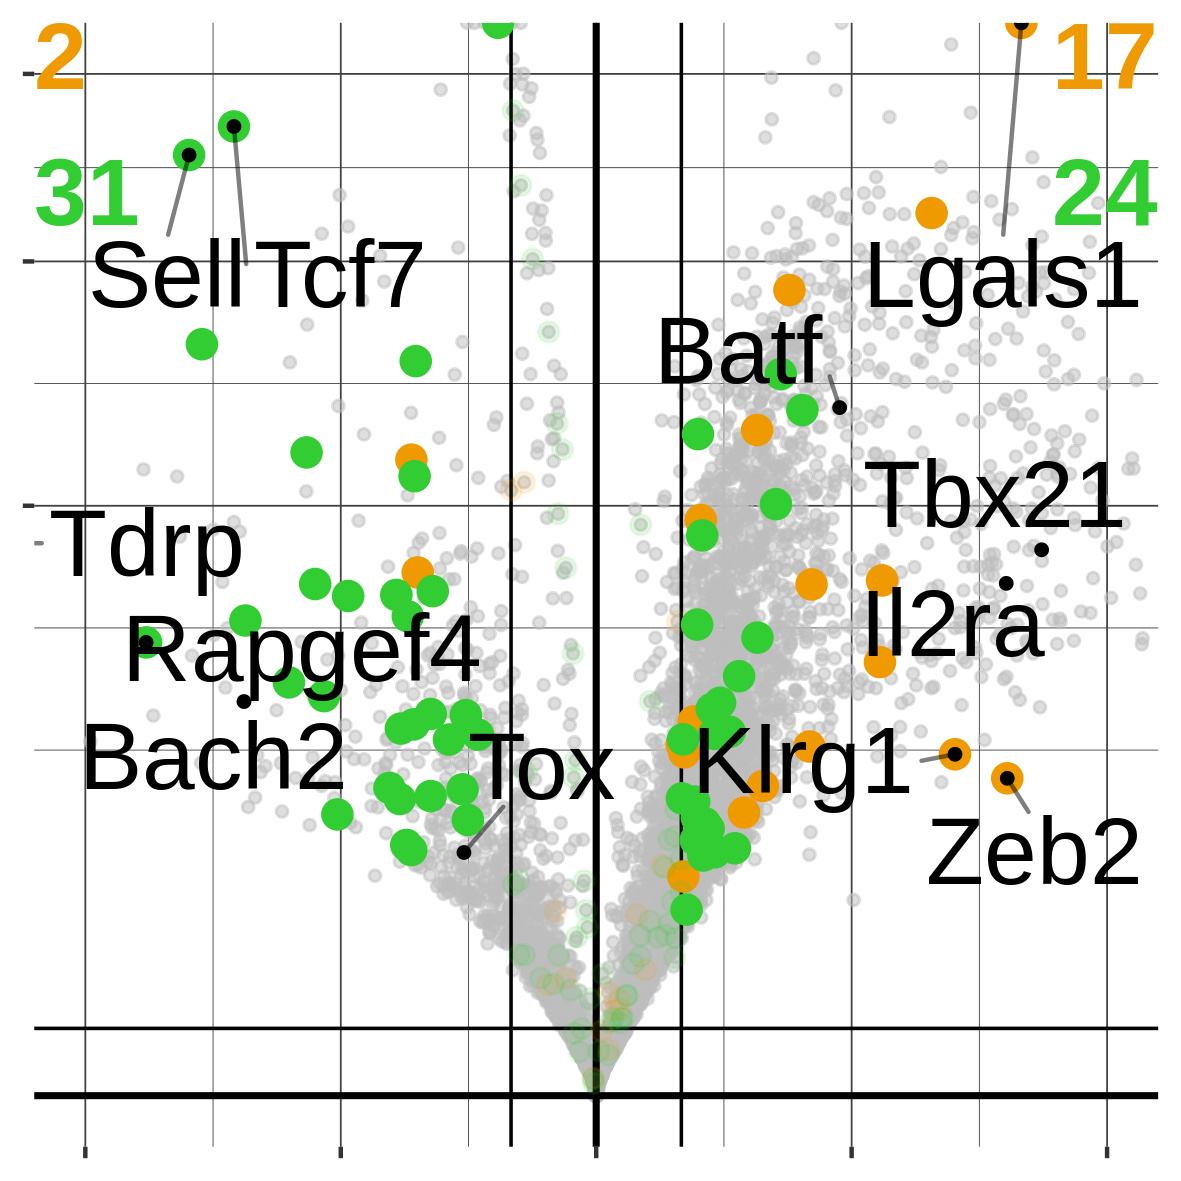 2 17
31 24
Sell Tcf7 Lgals1
Batf
Tbx21
Tdrp
Il2ra
Rapgef4
Bach2 Tox Klrg1
Zeb2